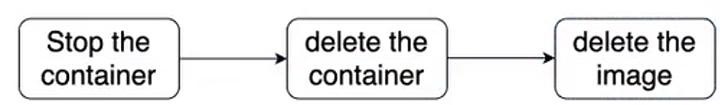 Stop the
container
delete the
container
delete the
image